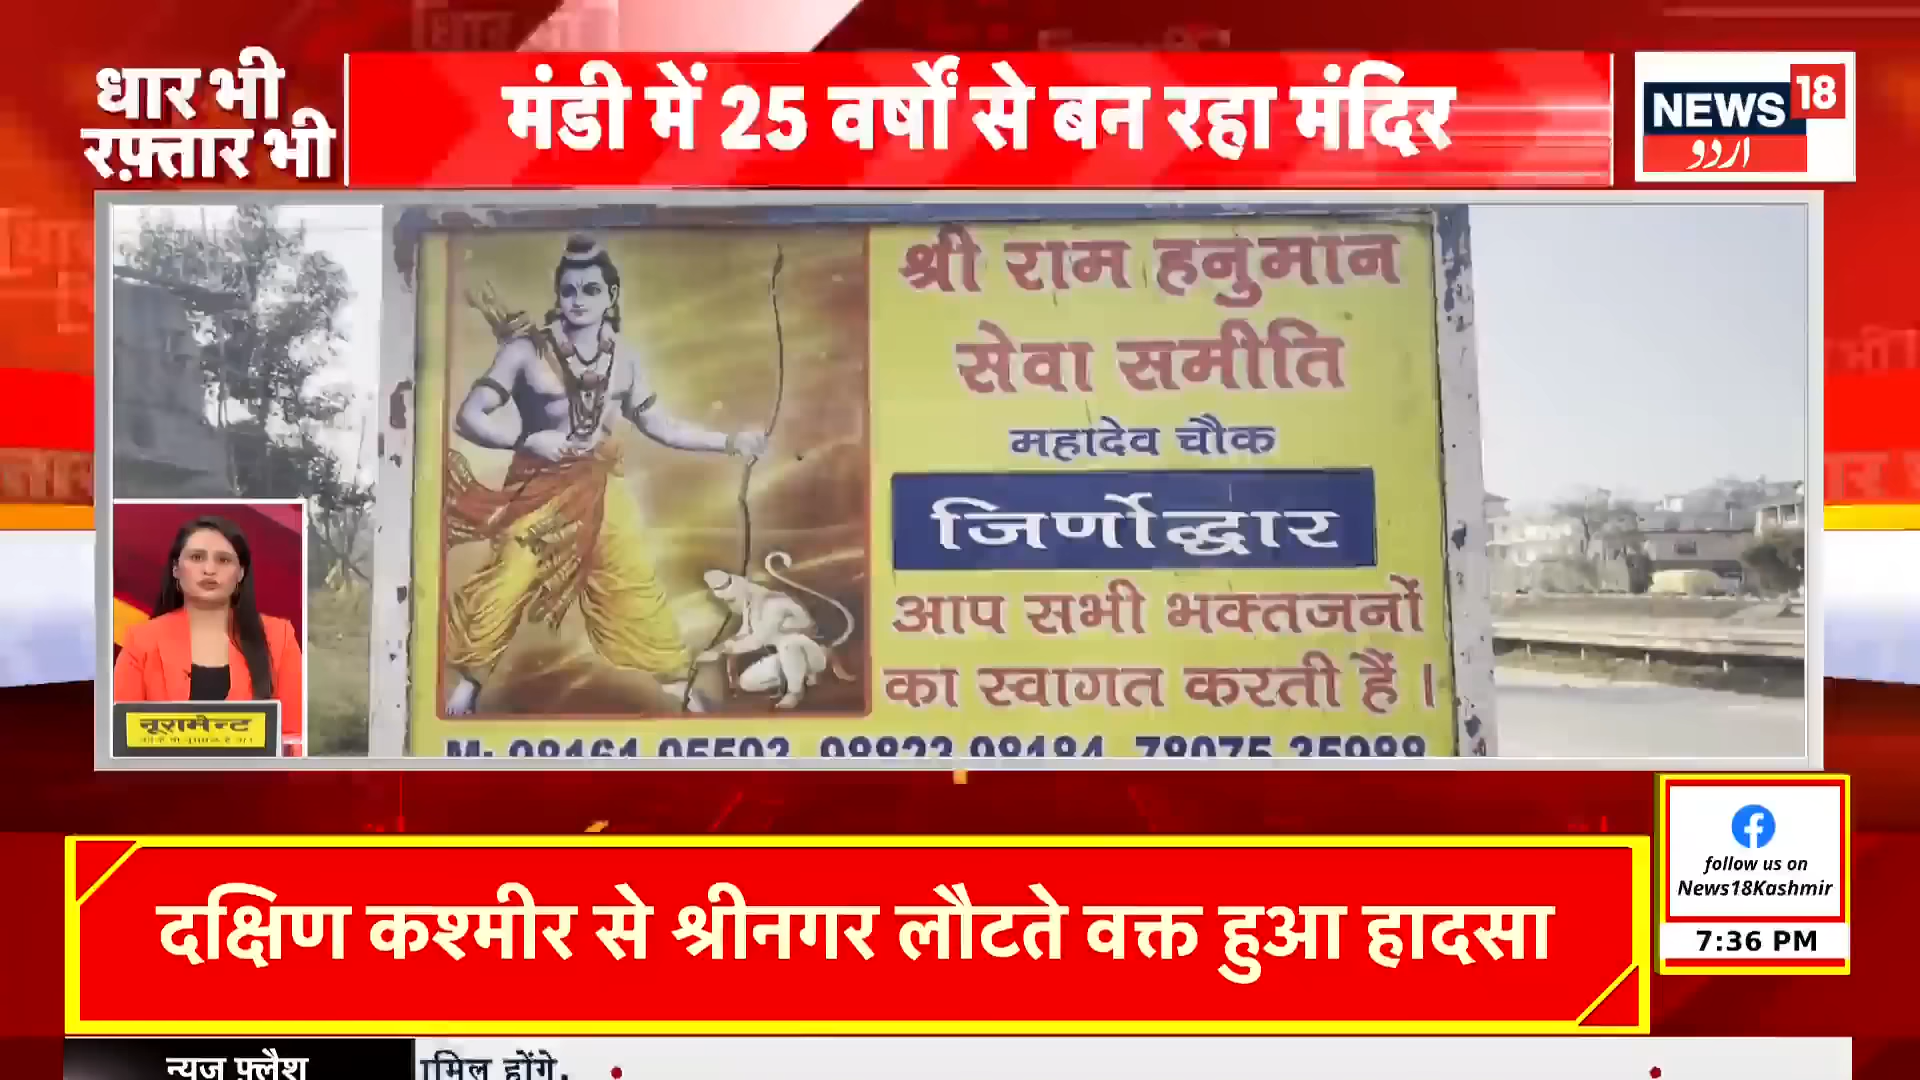 धार भी
रफ़्तार भी
मंडी में 25 वर्षों से बन रहा मंदिर
NEWS 18
اردو
श्री राम हनुमान
सेवा समीति
महादेव चौक
जिर्णोद्धार
आप सभी भक्तजनों
का स्वागत करती हैं।
नूरामैन्ट
follow us on
News18Kashmir
7:36 PM
दक्षिण कश्मीर से श्रीनगर लौटते वक्त हुआ हादसा
न्यूज़ फ़्लैश
होंगे.